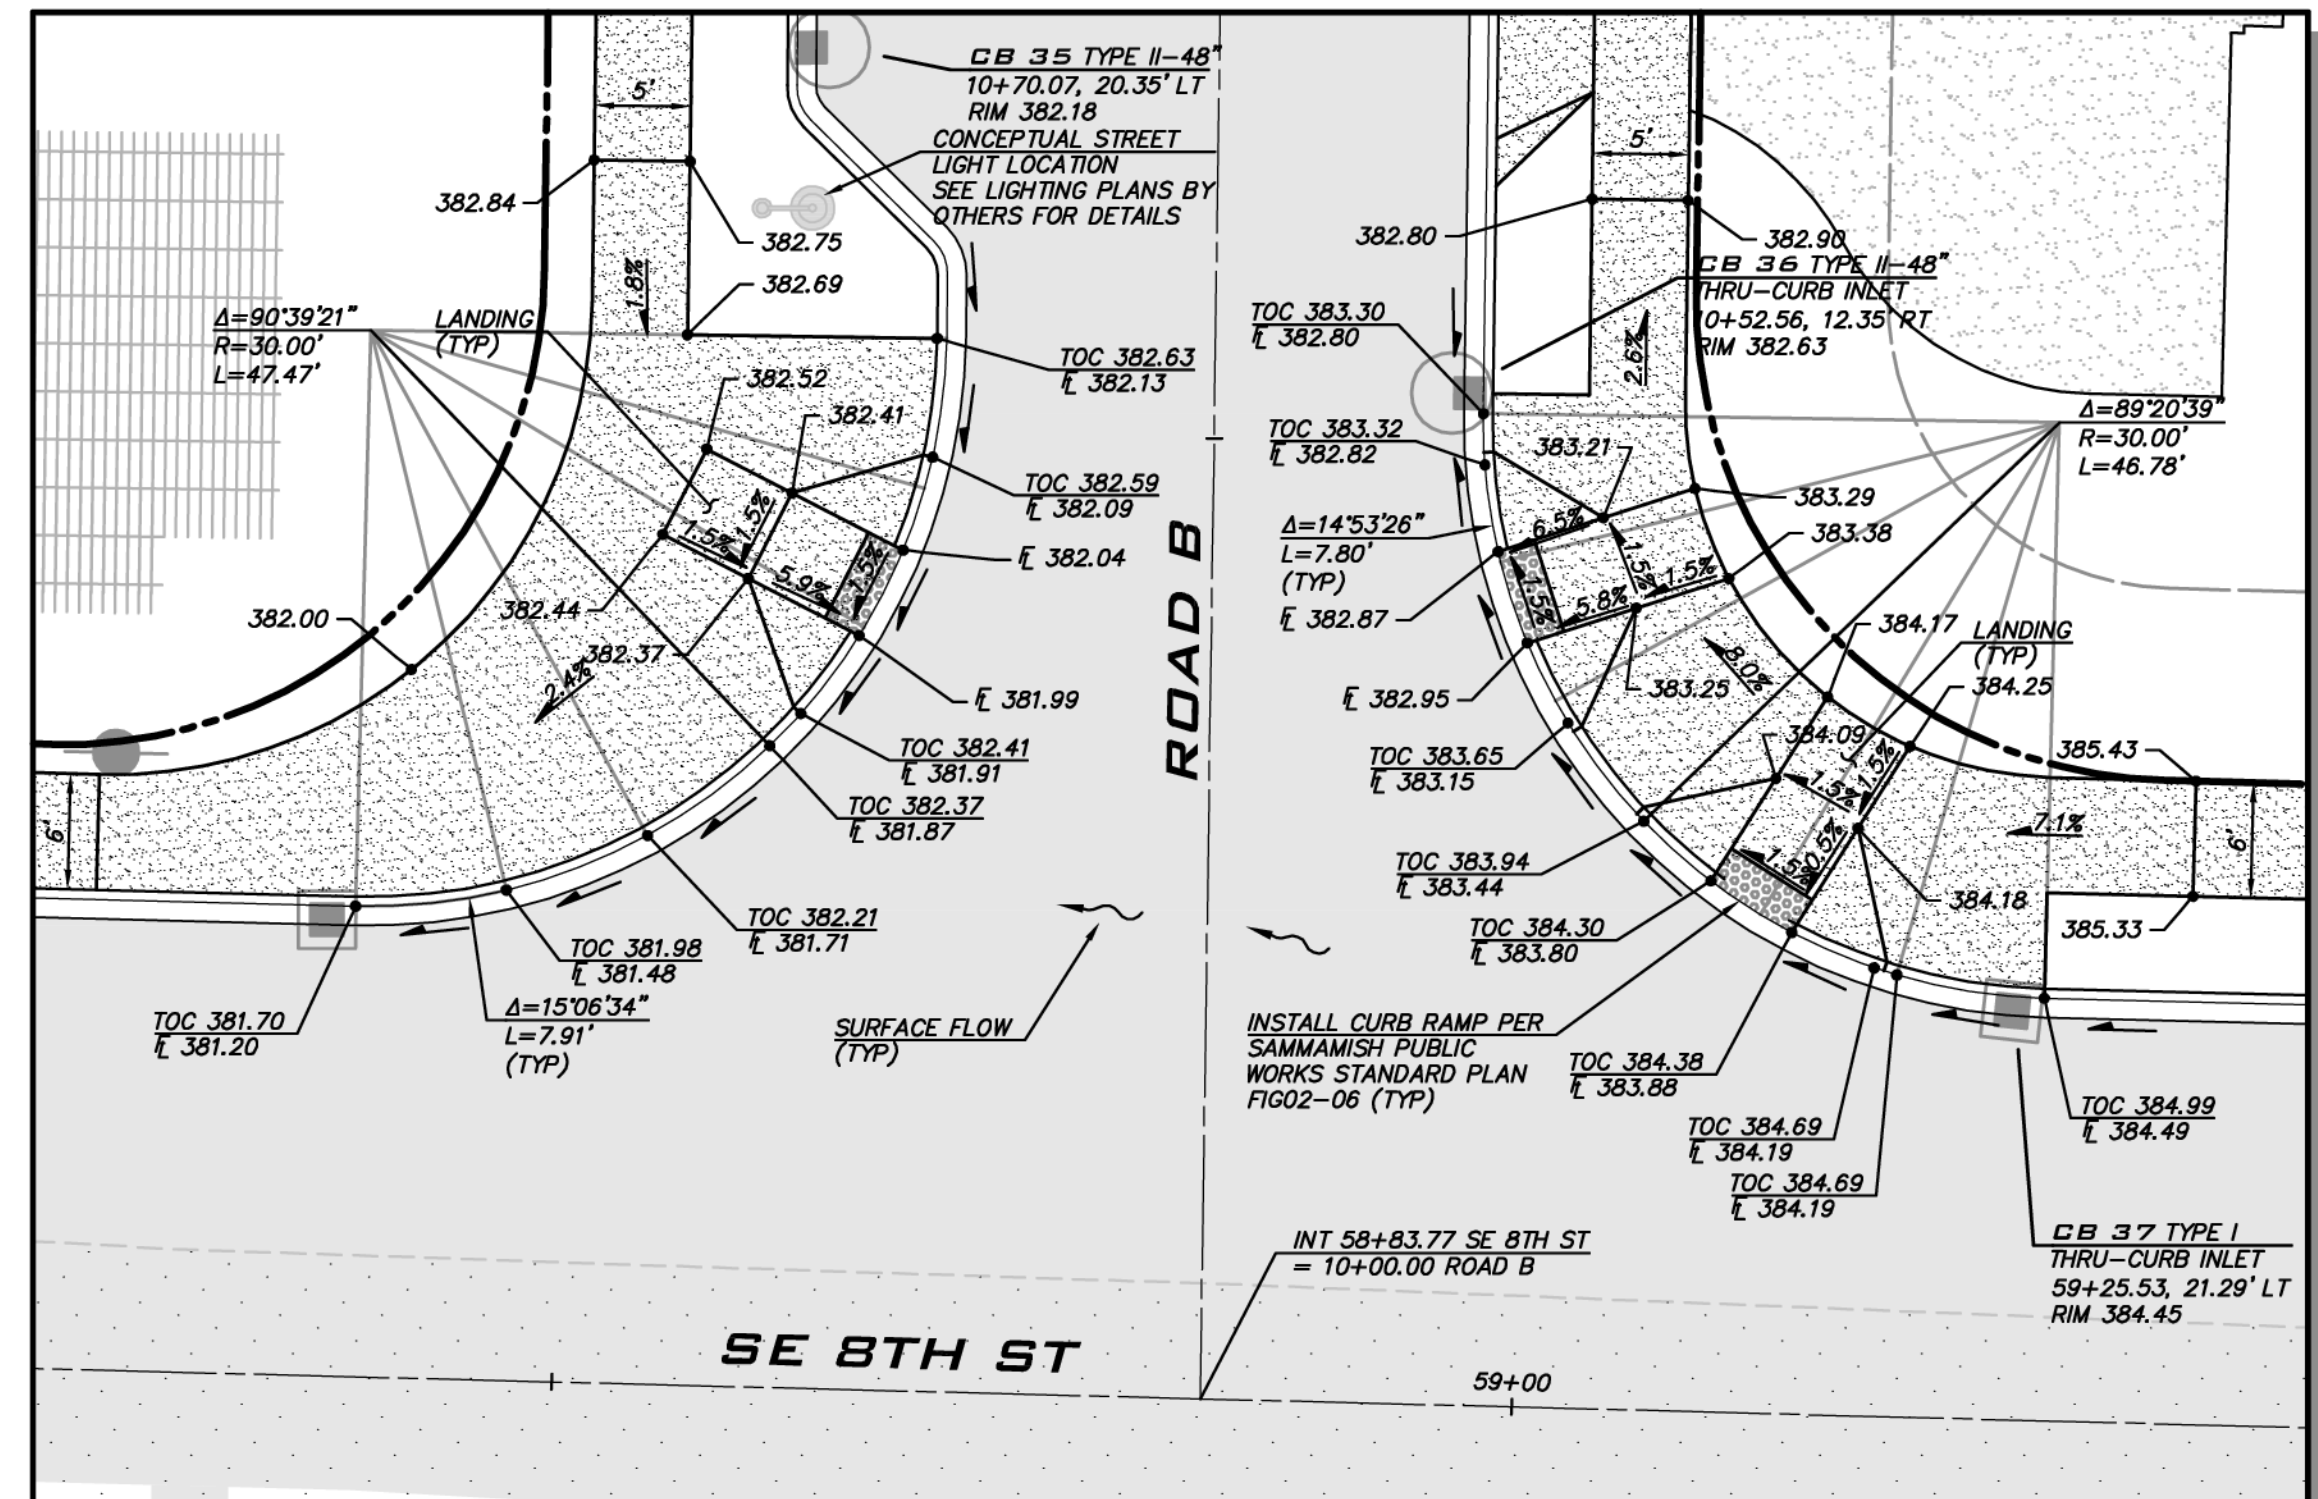 CB 35 TYPE II-48"
10+70.07, 20.35' LT
RIM 382.18
CONCEPTUAL STREET
LIGHT LOCATION
SEE LIGHTING PLANS BY
OTHERS FOR DETAILS
5'
382.84
382.75
382.69
1.8%
Δ=90°39'21"
R=30.00'
L=47.47'
LANDING
(TYP)
TOC 382.63
FL 382.13
382.52
382.41
TOC 382.59
FL 382.09
FL 382.04
1.5%
1.5%
5.9%
1.5%
382.44
382.37
382.00
2.4%
FL 381.99
TOC 382.41
FL 381.91
TOC 382.37
FL 381.87
6'
TOC 382.21
FL 381.71
TOC 381.98
FL 381.48
Δ=15°06'34"
L=7.91'
(TYP)
TOC 381.70
FL 381.20
SURFACE FLOW
(TYP)
ROAD B
5'
382.80
382.90
CB 36 TYPE II-48"
THRU-CURB INLET
10+52.56, 12.35' RT
RIM 382.63
2.6%
TOC 383.30
FL 382.80
TOC 383.32
FL 382.82
Δ=89°20'39"
R=30.00'
L=46.78'
383.21
383.29
383.38
Δ=14°53'26"
L=7.80'
(TYP)
6.5%
1.5%
1.5%
5.8%
1.5%
FL 382.87
FL 382.95
383.25
8.0%
384.17
LANDING
(TYP)
384.25
TOC 383.65
FL 383.15
384.09
1.5%
1.5%
1.5%
385.43
7.1%
6'
TOC 383.94
FL 383.44
384.18
385.33
TOC 384.30
FL 383.80
INSTALL CURB RAMP PER
SAMMAMISH PUBLIC
WORKS STANDARD PLAN
FIG02-06 (TYP)
TOC 384.38
FL 383.88
TOC 384.69
FL 384.19
TOC 384.69
FL 384.19
TOC 384.99
FL 384.49
CB 37 TYPE I
THRU-CURB INLET
59+25.53, 21.29' LT
RIM 384.45
INT 58+83.77 SE 8TH ST
= 10+00.00 ROAD B
SE 8TH ST
59+00